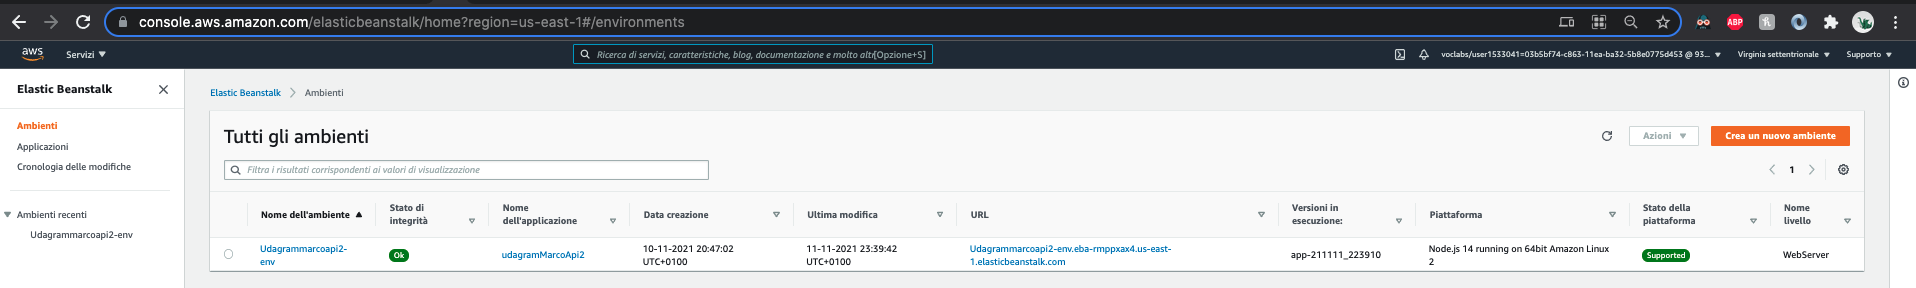 console.aws.amazon.com/elasticbeanstalk/home?region=us-east-1#/environments
ABP
aws
Servizi
Ricerca di servizi, caratteristiche, blog, documentazione e molto altr[Opzione+S]
voclabs/user1533041=03b5bf74-c863-11ea-ba32-5b8e0775d453 @ 93...
Virginia settentrionale
Supporto
Elastic Beanstalk
Ambienti
Applicazioni
Cronologia delle modifiche
Ambienti recenti
Udagrammarcoapi2-env
Elastic Beanstalk > Ambienti
Tutti gli ambienti
Azioni
Crea un nuovo ambiente
Filtra i risultati corrispondenti ai valori di visualizzazione
1
Nome dell'ambiente
Stato di
integrità
Nome
dell'applicazione
Data creazione
Ultima modifica
URL
Versioni in
esecuzione:
Piattaforma
Stato della
piattaforma
Nome
livello
Udagrammarcoapi2-
env
Ok
udagramMarcoApi2
10-11-2021 20:47:02
UTC+0100
11-11-2021 23:39:42
UTC+0100
Udagrammarcoapi2-env.eba-rmppxax4.us-east-
1.elasticbeanstalk.com
app-211111_223910
Node.js 14 running on 64bit Amazon Linux
2
Supported
WebServer